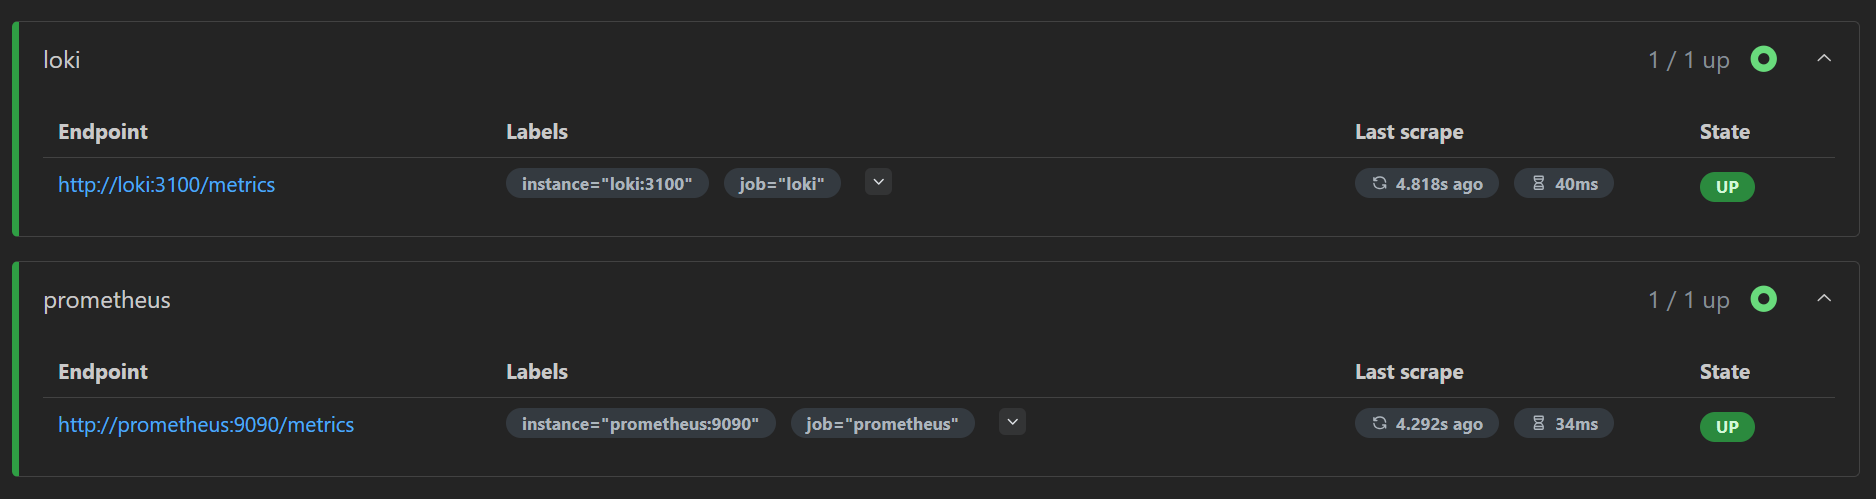 loki 1 / 1 up
Endpoint Labels Last scrape State
http://loki:3100/metrics instance="loki:3100" job="loki" 4.818s ago 40ms UP
prometheus 1 / 1 up
Endpoint Labels Last scrape State
http://prometheus:9090/metrics instance="prometheus:9090" job="prometheus" 4.292s ago 34ms UP